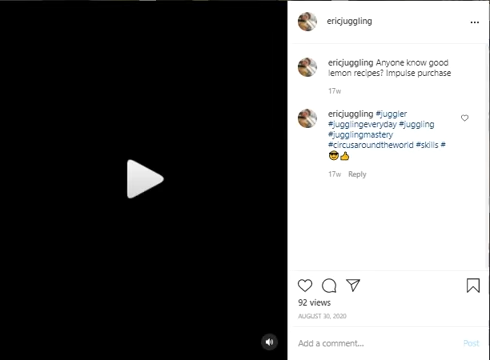 ericjuggling
ericjuggling Anyone know good
lemon recipes? Impulse purchase
17w
ericjuggling #juggler
#jugglingeveryday #juggling
#jugglingmastery
#circusaroundtheworld #skills #
😎👍
17w Reply
92 views
AUGUST 30, 2020
Add a comment... Post